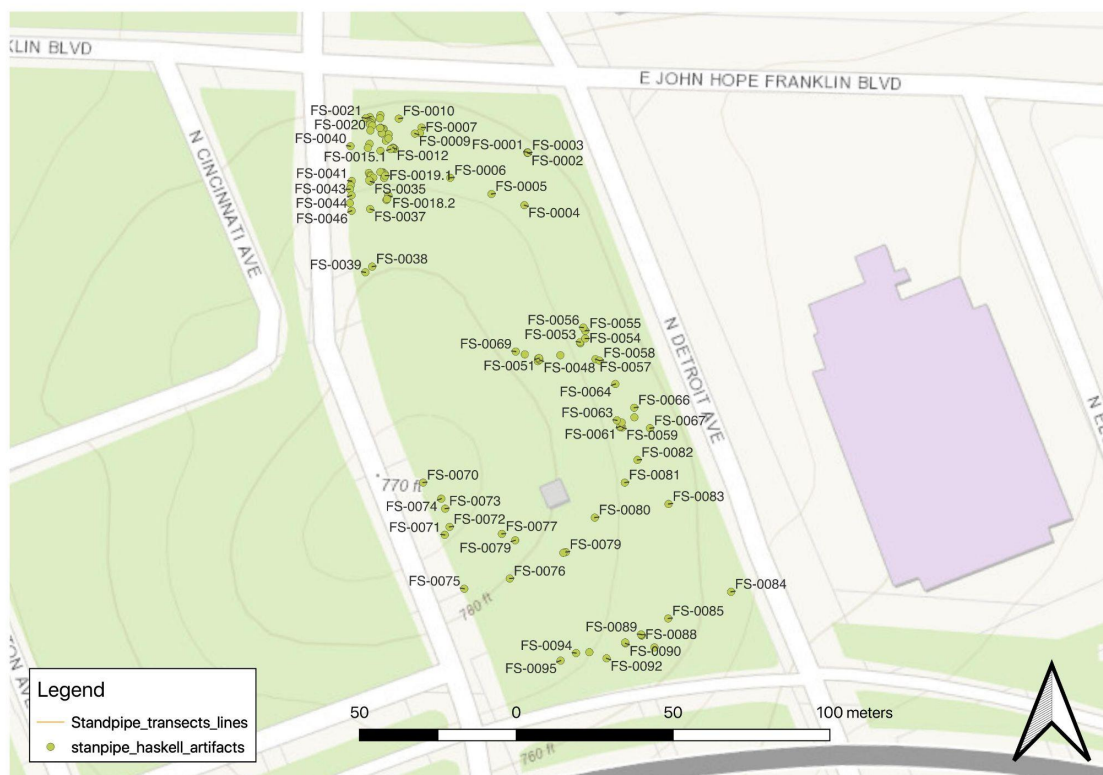 KLIN BLVD
E JOHN HOPE FRANKLIN BLVD
N CINCINNATI AVE
FS-0021
FS-0010
FS-0020
FS-0007
FS-0040
FS-0009
FS-0001
FS-0003
FS-0015.1
FS-0012
FS-0002
FS-0041
FS-0019.1
FS-0006
FS-0043
FS-0035
FS-0005
FS-0044
FS-0018.2
FS-0004
FS-0046
FS-0037
FS-0039
FS-0038
FS-0056
FS-0055
FS-0053
FS-0054
FS-0069
FS-0058
FS-0051
FS-0048
FS-0057
N DETROIT AVE
FS-0064
FS-0066
FS-0063
FS-0067
FS-0061
FS-0059
N EL
FS-0082
FS-0070
FS-0081
770 ft
FS-0073
FS-0083
FS-0074
FS-0072
FS-0080
FS-0071
FS-0077
FS-0079
FS-0079
FS-0076
FS-0075
FS-0084
780 ft
FS-0085
FS-0089
FS-0088
FS-0094
FS-0090
FS-0095
FS-0092
TON AVE
Legend
Standpipe_transects_lines
stanpipe_haskell_artifacts
50 0 50 100 meters
760 ft